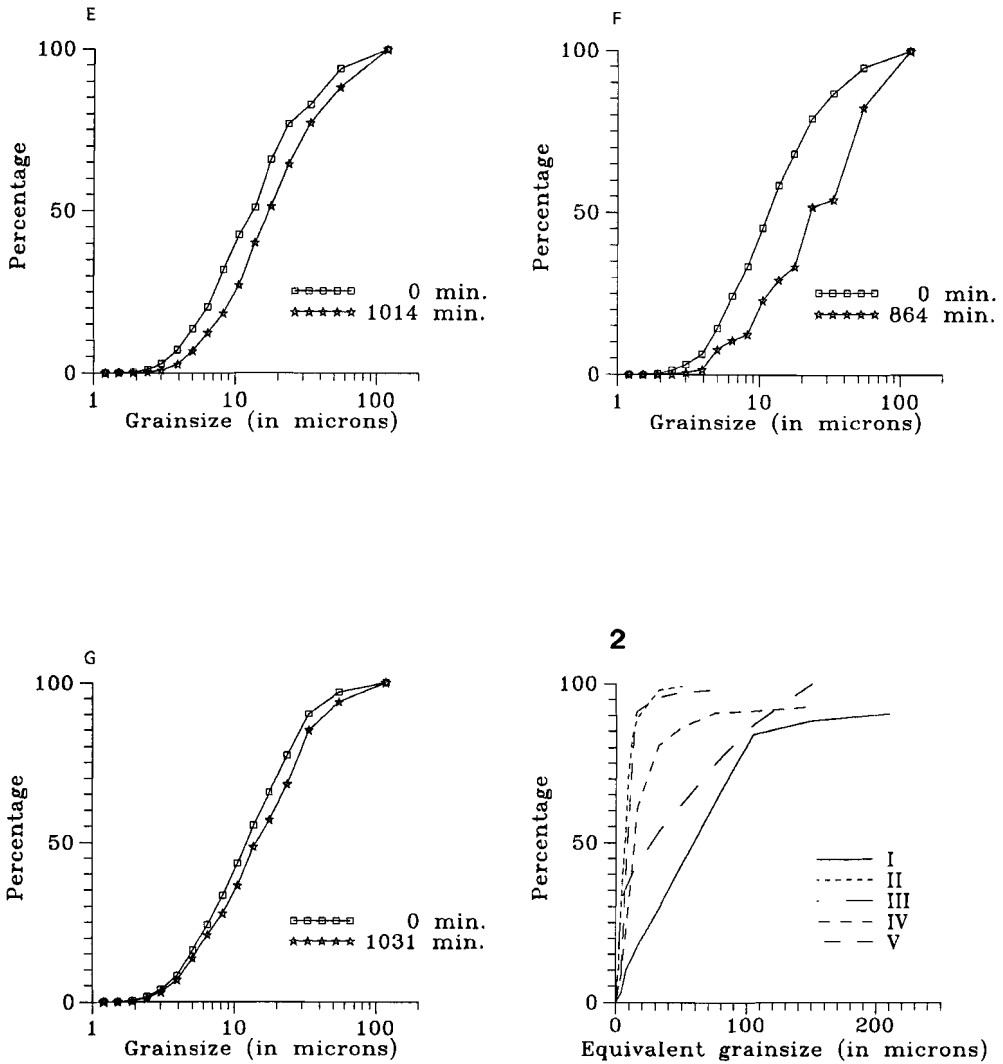 E
100
50
0
Percentage
0 min.
1014 min.
1 10 100
Grainsize (in microns)
F
100
50
0
Percentage
0 min.
864 min.
1 10 100
Grainsize (in microns)
G
100
50
0
Percentage
0 min.
1031 min.
1 10 100
Grainsize (in microns)
2
100
50
0
Percentage
I
II
III
IV
V
0 100 200
Equivalent grainsize (in microns)